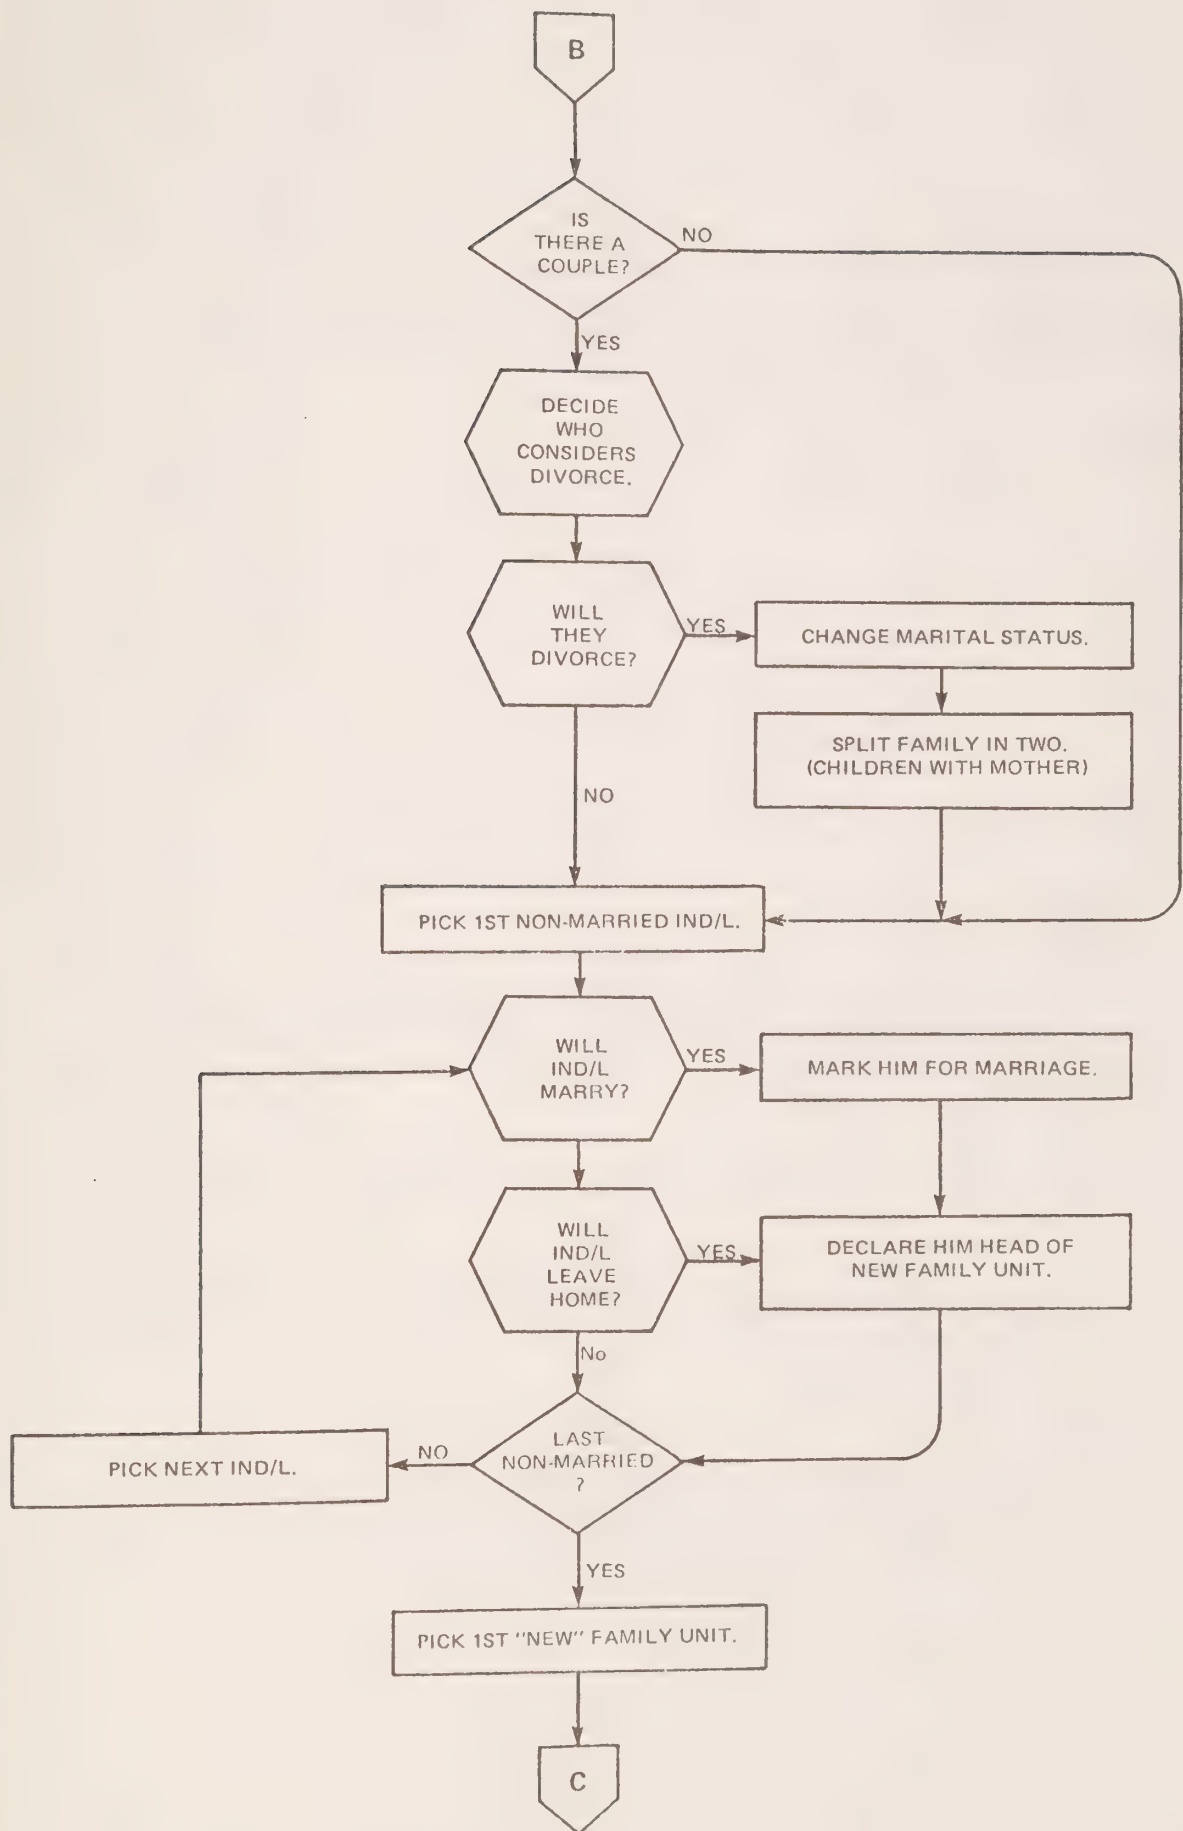 B
IS
THERE A
COUPLE?
NO
YES
DECIDE
WHO
CONSIDERS
DIVORCE.
WILL
THEY
DIVORCE?
YES
CHANGE MARITAL STATUS.
SPLIT FAMILY IN TWO.
(CHILDREN WITH MOTHER)
NO
PICK 1ST NON-MARRIED IND/L.
WILL
IND/L
MARRY?
YES
MARK HIM FOR MARRIAGE.
WILL
IND/L
LEAVE
HOME?
YES
DECLARE HIM HEAD OF
NEW FAMILY UNIT.
No
LAST
NON-MARRIED
?
NO
PICK NEXT IND/L.
YES
PICK 1ST "NEW" FAMILY UNIT.
C